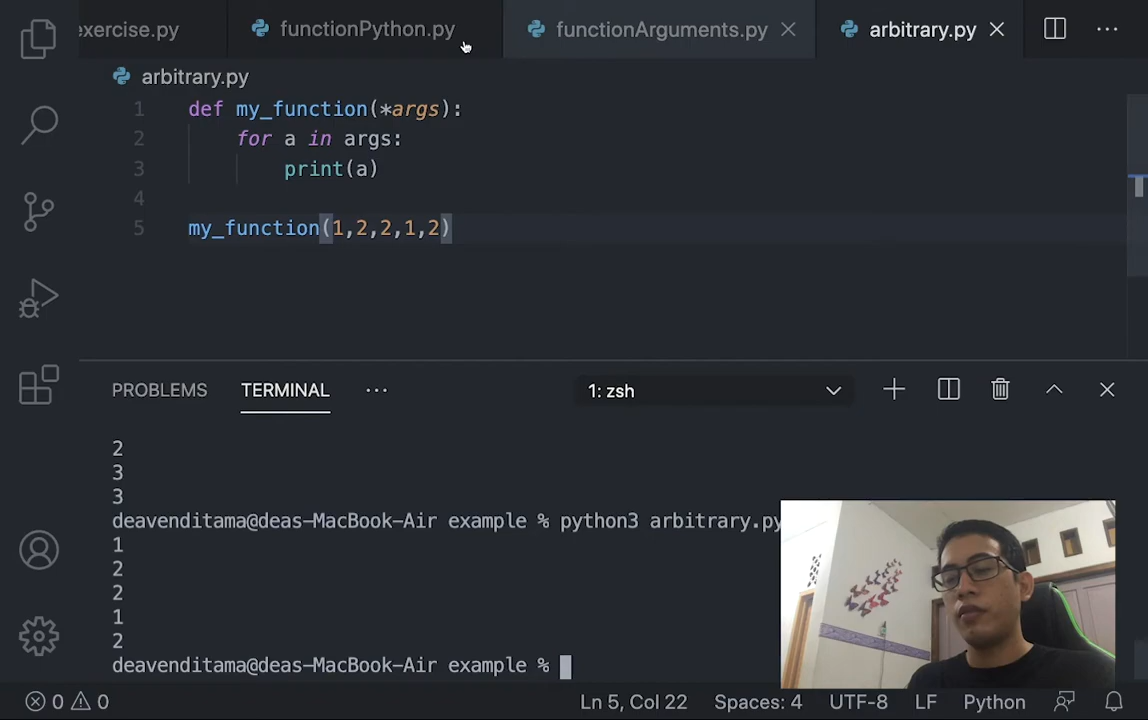 exercise.py functionPython.py functionArguments.py arbitrary.py
arbitrary.py
1 def my_function(*args):
2 for a in args:
3 print(a)
4
5 my_function(1,2,2,1,2)
PROBLEMS TERMINAL 1: zsh
2
3
3
deavenditama@deas-MacBook-Air example % python3 arbitrary.py
1
2
2
1
2
deavenditama@deas-MacBook-Air example %
0 0 Ln 5, Col 22 Spaces: 4 UTF-8 LF Python